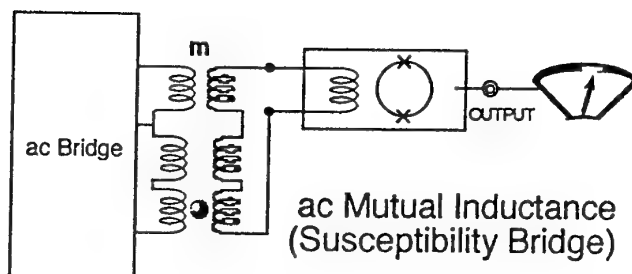 m
ac Bridge
OUTPUT
ac Mutual Inductance
(Susceptibility Bridge)